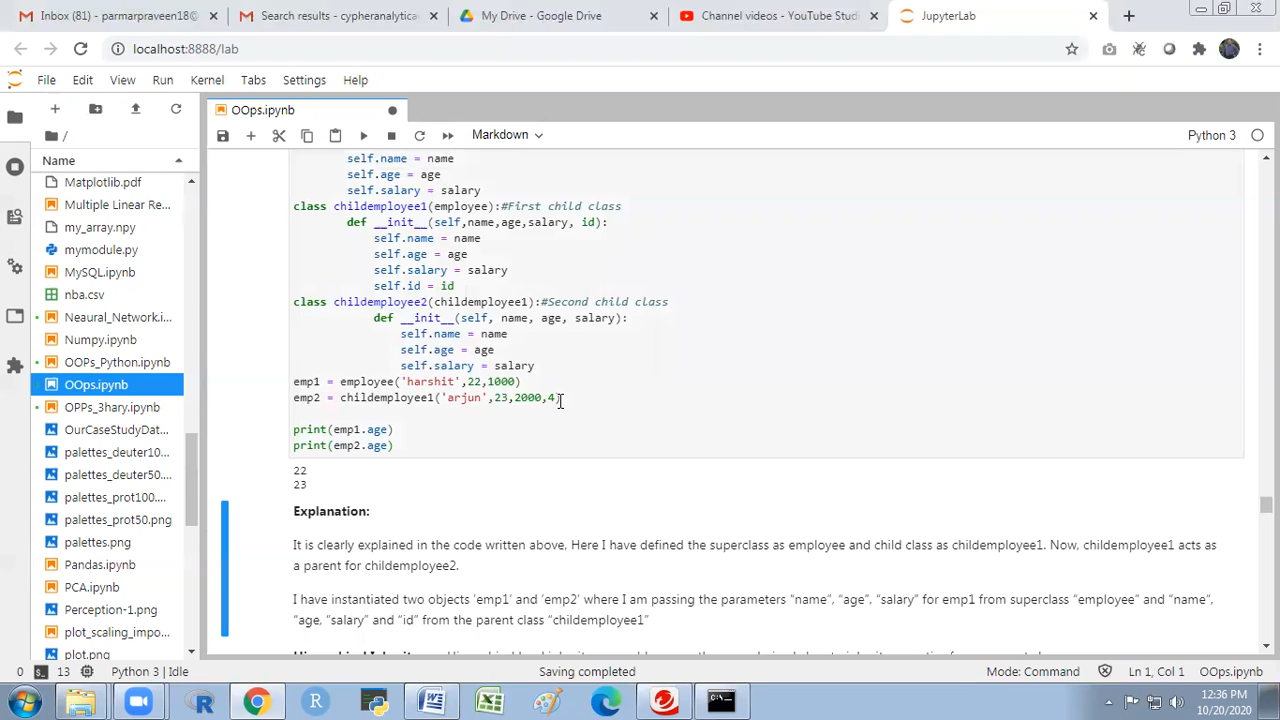 Inbox (81) - parmarpraveen18@
Search results - cypheranalytica
My Drive - Google Drive
Channel videos - YouTube Studi
JupyterLab
localhost:8888/lab
File Edit View Run Kernel Tabs Settings Help
OOps.ipynb
/
Markdown
Python 3
Name
Matplotlib.pdf
Multiple Linear Re...
my_array.npy
mymodule.py
MySQL.ipynb
nba.csv
Neaural_Network.i...
Numpy.ipynb
OOPs_Python.ipynb
OOps.ipynb
OPPs_3hary.ipynb
OurCaseStudyDat...
palettes_deuter10...
palettes_deuter50....
palettes_prot100....
palettes_prot50.png
palettes.png
Pandas.ipynb
PCA.ipynb
Perception-1.png
plot_scaling_impo...
plot.png
self.name = name
self.age = age
self.salary = salary
class childemployee1(employee):#First child class
def __init__(self,name,age,salary, id):
self.name = name
self.age = age
self.salary = salary
self.id = id
class childemployee2(childemployee1):#Second child class
def __init__(self, name, age, salary):
self.name = name
self.age = age
self.salary = salary
emp1 = employee('harshit',22,1000)
emp2 = childemployee1('arjun',23,2000,4)
print(emp1.age)
print(emp2.age)
22
23
Explanation:
It is clearly explained in the code written above, Here I have defined the superclass as employee and child class as childemployee1. Now, childemployee1 acts as
a parent for childemployee2.
I have instantiated two objects ‘emp1’ and ‘emp2’ where I am passing the parameters “name”, “age”, “salary” for emp1 from superclass “employee” and “name”,
“age, “salary” and “id” from the parent class “childemployee1”
0
13
Python 3 | Idle
Saving completed
Mode: Command
Ln 1, Col 1
OOps.ipynb
12:36 PM
10/20/2020